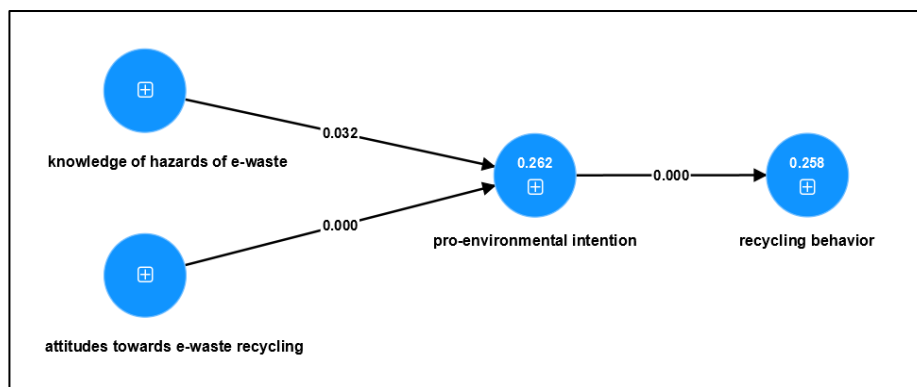 knowledge of hazards of e-waste
0.032
0.262
0.258
0.000
0.000
pro-environmental intention
recycling behavior
attitudes towards e-waste recycling